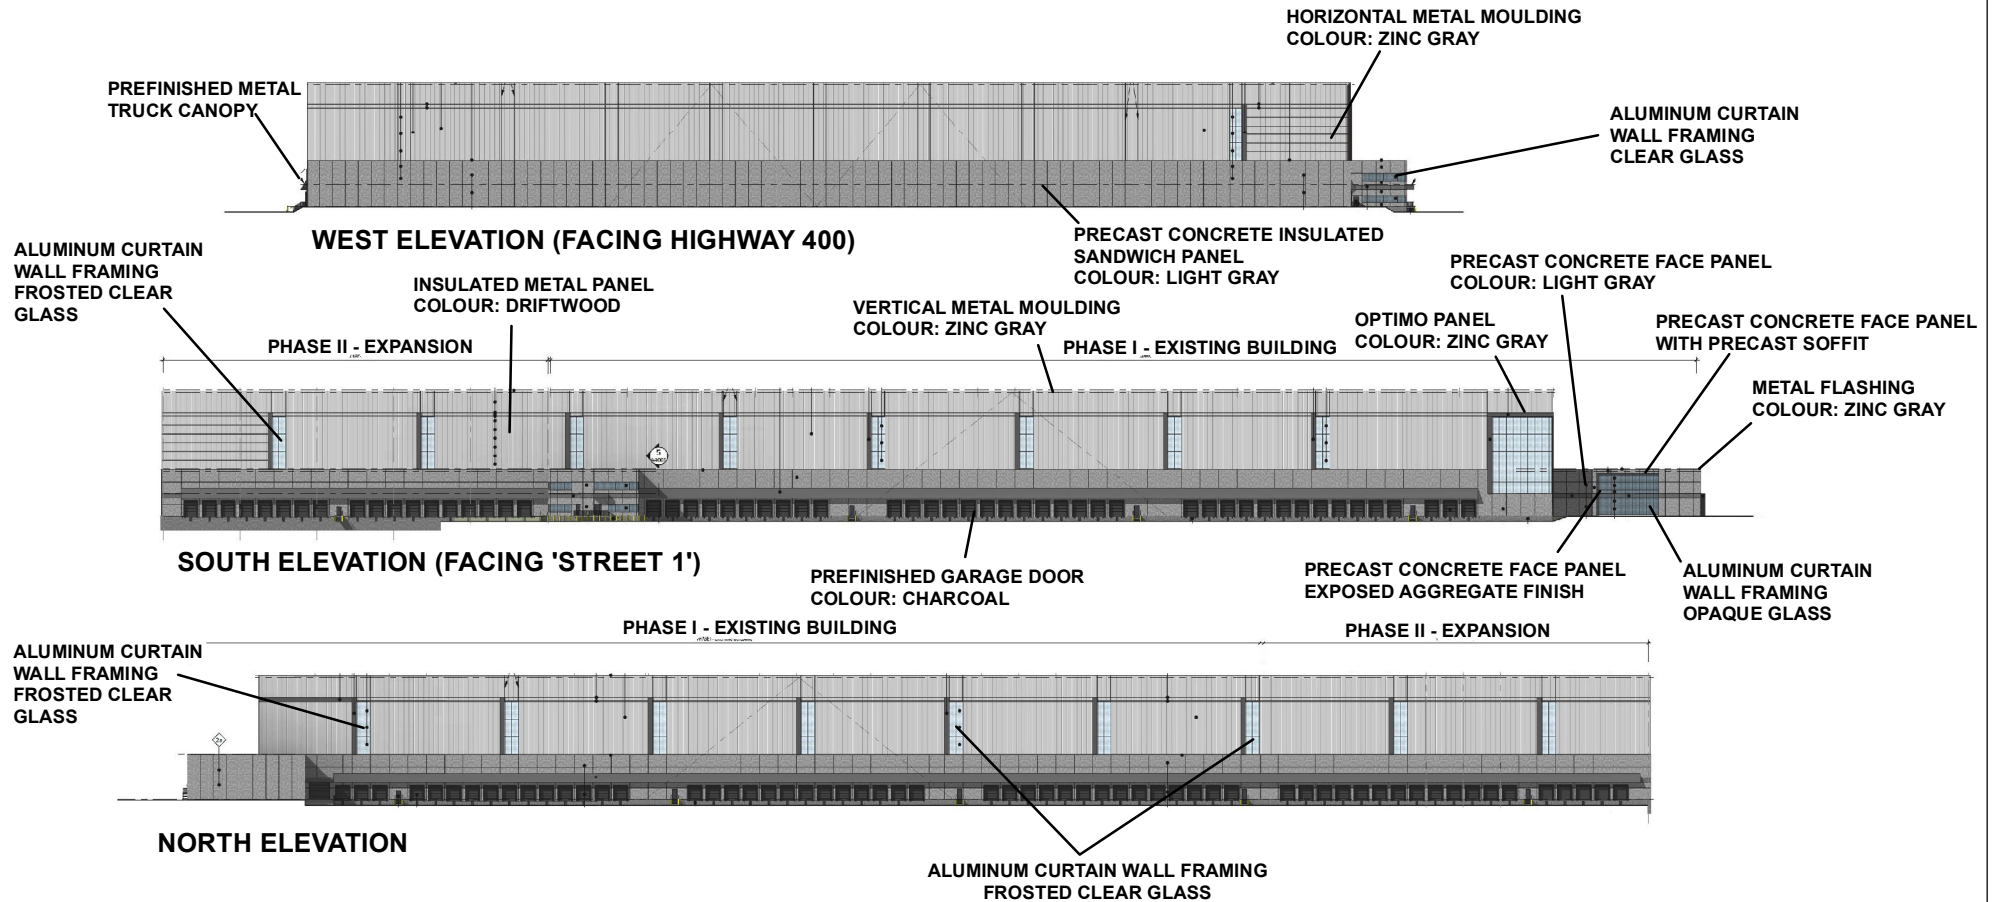 HORIZONTAL METAL MOULDING
COLOUR: ZINC GRAY
PREFINISHED METAL
TRUCK CANOPY
ALUMINUM CURTAIN
WALL FRAMING
CLEAR GLASS
WEST ELEVATION (FACING HIGHWAY 400)
PRECAST CONCRETE INSULATED
SANDWICH PANEL
COLOUR: LIGHT GRAY
ALUMINUM CURTAIN
WALL FRAMING
FROSTED CLEAR
GLASS
INSULATED METAL PANEL
COLOUR: DRIFTWOOD
VERTICAL METAL MOULDING
COLOUR: ZINC GRAY
PRECAST CONCRETE FACE PANEL
COLOUR: LIGHT GRAY
OPTIMO PANEL
COLOUR: ZINC GRAY
PRECAST CONCRETE FACE PANEL
WITH PRECAST SOFFIT
METAL FLASHING
COLOUR: ZINC GRAY
PHASE II - EXPANSION
PHASE I - EXISTING BUILDING
5
SOUTH ELEVATION (FACING 'STREET 1')
PREFINISHED GARAGE DOOR
COLOUR: CHARCOAL
PRECAST CONCRETE FACE PANEL
EXPOSED AGGREGATE FINISH
ALUMINUM CURTAIN
WALL FRAMING
OPAQUE GLASS
PHASE I - EXISTING BUILDING
PHASE II - EXPANSION
ALUMINUM CURTAIN
WALL FRAMING
FROSTED CLEAR
GLASS
NORTH ELEVATION
ALUMINUM CURTAIN WALL FRAMING
FROSTED CLEAR GLASS